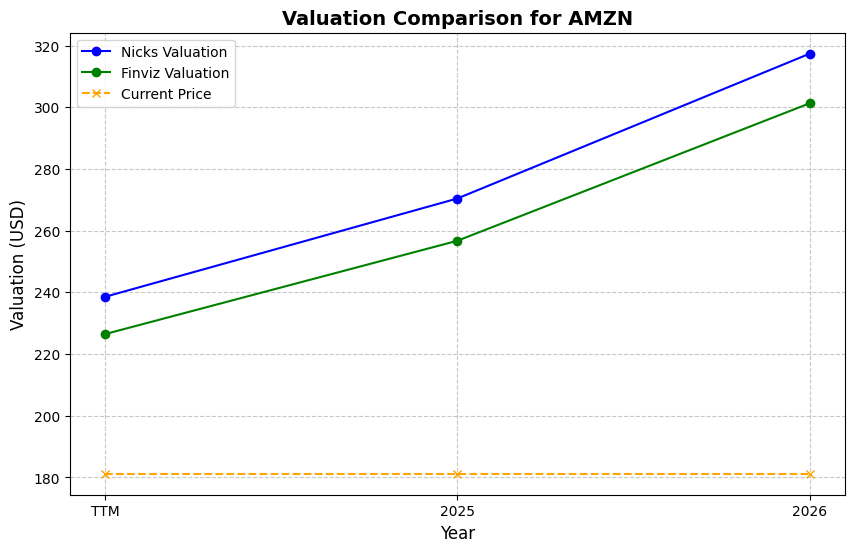 Valuation Comparison for AMZN
Nicks Valuation
Finviz Valuation
Current Price
320
300
280
260
240
220
200
180
Valuation (USD)
TTM
2025
2026
Year